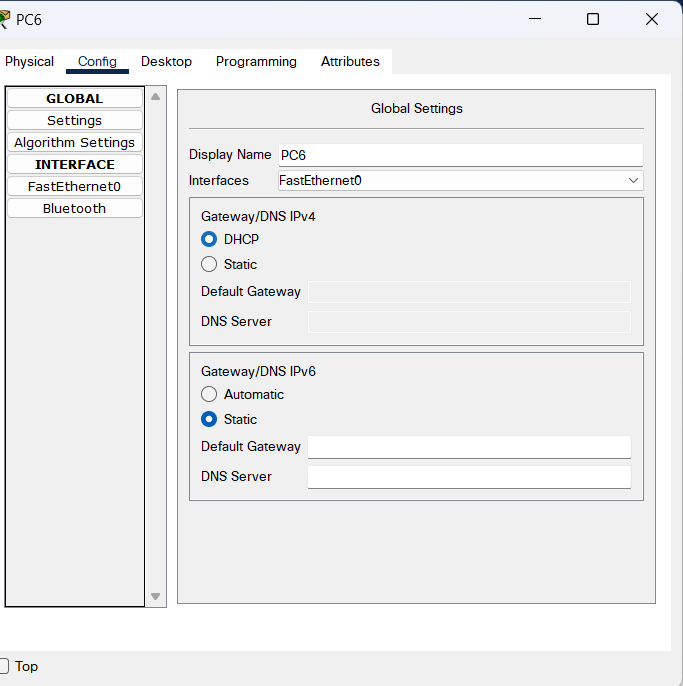 PC6
Physical Config Desktop Programming Attributes
GLOBAL
Settings
Algorithm Settings
INTERFACE
FastEthernet0
Bluetooth
Global Settings
Display Name PC6
Interfaces FastEthernet0
Gateway/DNS IPv4
DHCP
Static
Default Gateway
DNS Server
Gateway/DNS IPv6
Automatic
Static
Default Gateway
DNS Server
Top